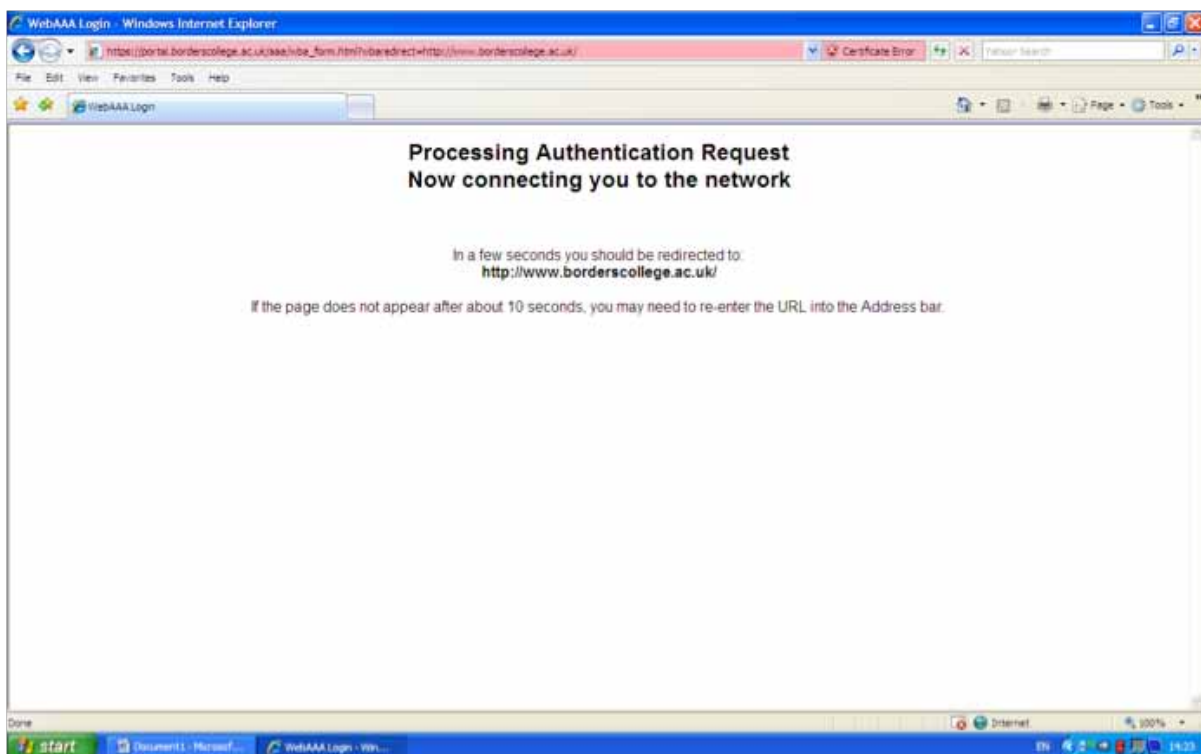 WebAAA Login - Windows Internet Explorer
Certificate Error
File Edit View Favorites Tools Help
WebAAA Login
Page Tools
Processing Authentication Request
Now connecting you to the network
In a few seconds you should be redirected to:
http://www.borderscollege.ac.uk/
If the page does not appear after about 10 seconds, you may need to re-enter the URL into the Address bar.
Done
Internet
100%
start
Document1 - Microsof...
WebAAA Login - Win...
EN